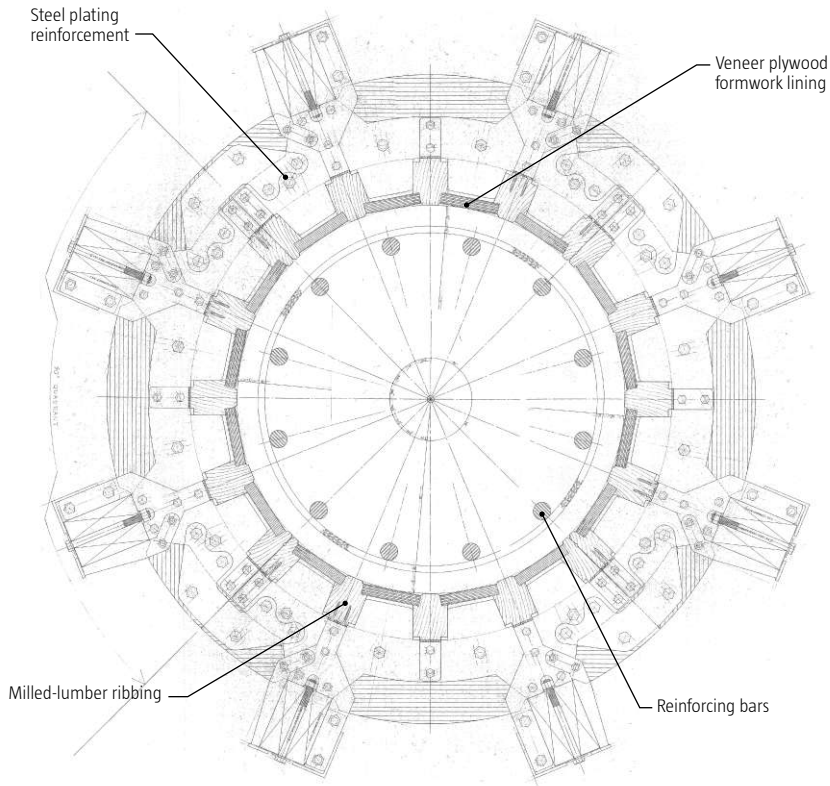 Steel plating
reinforcement
Veneer plywood
formwork lining
Milled-lumber ribbing
Reinforcing bars